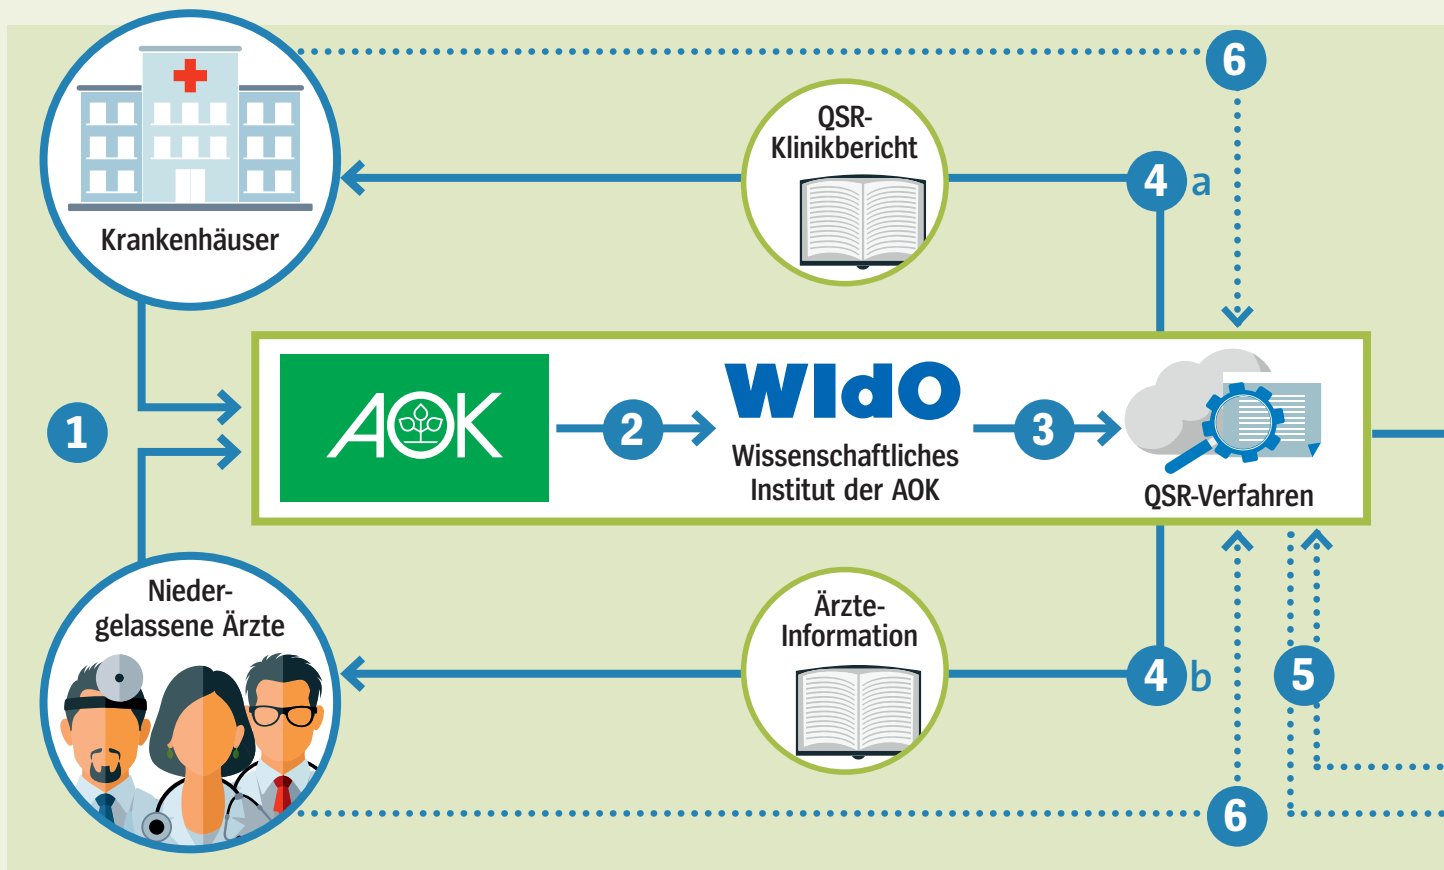 6
QSR-
Klinikbericht
4 a
Krankenhäuser
1
AOK
2
WIdO
Wissenschaftliches
Institut der AOK
3
QSR-Verfahren
Nieder-
gelassene Ärzte
Ärzte-
Information
4 b
5
6